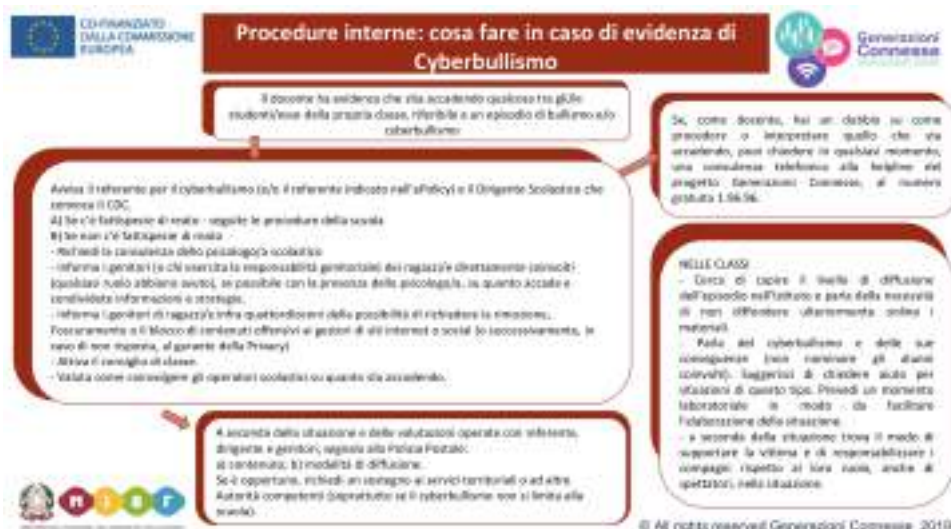 CO-FINANZIATO
DALLA COMMISSIONE
EUROPEA
Procedure interne: cosa fare in caso di evidenza di
Cyberbullismo
Generazioni
Connesse
Il docente ha evidenza che stia accadendo qualcosa tra gli/le
studenti/esse della propria classe, riferibile a un episodio di bullismo e/o
cyberbullismo
Se, come docente, hai un dubbio su come
procedere o interpretare quello che sta
accadendo, puoi chiedere in qualsiasi momento,
una consulenza telefonica alla helpline del
progetto Generazioni Connesse, al numero
gratuito 1.96.96.
Avvisa il referente per il cyberbullismo (e/o il referente indicato nell'ePolicy) e il Dirigente Scolastico che
convoca il CDC.
A) Se c'è fattispecie di reato - seguite le procedure della scuola
B) Se non c'è fattispecie di reato
- Richiedi la consulenza dello psicologo/a scolastico
- Informa i genitori (o chi esercita la responsabilità genitoriale) dei ragazzi/e direttamente coinvolti
(qualsiasi ruolo abbiano avuto), se possibile con la presenza dello psicologo/a, su quanto accade e
condividete informazioni e strategie.
- Informa i genitori di ragazzi/e infra quattordicenni della possibilità di richiedere la rimozione,
l'oscuramento o il blocco di contenuti offensivi ai gestori di siti internet o social (o successivamente, in
caso di non risposta, al garante della Privacy)
- Attiva il consiglio di classe.
- Valuta come coinvolgere gli operatori scolastici su quanto sta accadendo.
NELLE CLASSI
- Cerca di capire il livello di diffusione
dell'episodio nell'istituto e parla della necessità
di non diffondere ulteriormente online i
materiali.
- Parla del cyberbullismo e delle sue
conseguenze (non nominare gli alunni
coinvolti). Suggerisci di chiedere aiuto per
situazioni di questo tipo. Prevedi un momento
laboratoriale in modo da facilitare
l'elaborazione della situazione.
- a seconda della situazione trova il modo di
supportare la vittima e di responsabilizzare i
compagni rispetto al loro ruolo, anche di
spettatori, nella situazione.
A seconda della situazione e delle valutazioni operate con referente,
dirigente e genitori, segnala alla Polizia Postale:
a) contenuto; b) modalità di diffusione.
Se è opportuno, richiedi un sostegno ai servizi territoriali o ad altre
Autorità competenti (soprattutto se il cyberbullismo non si limita alla
scuola).
miur
© All rights reserved Generazioni Connesse